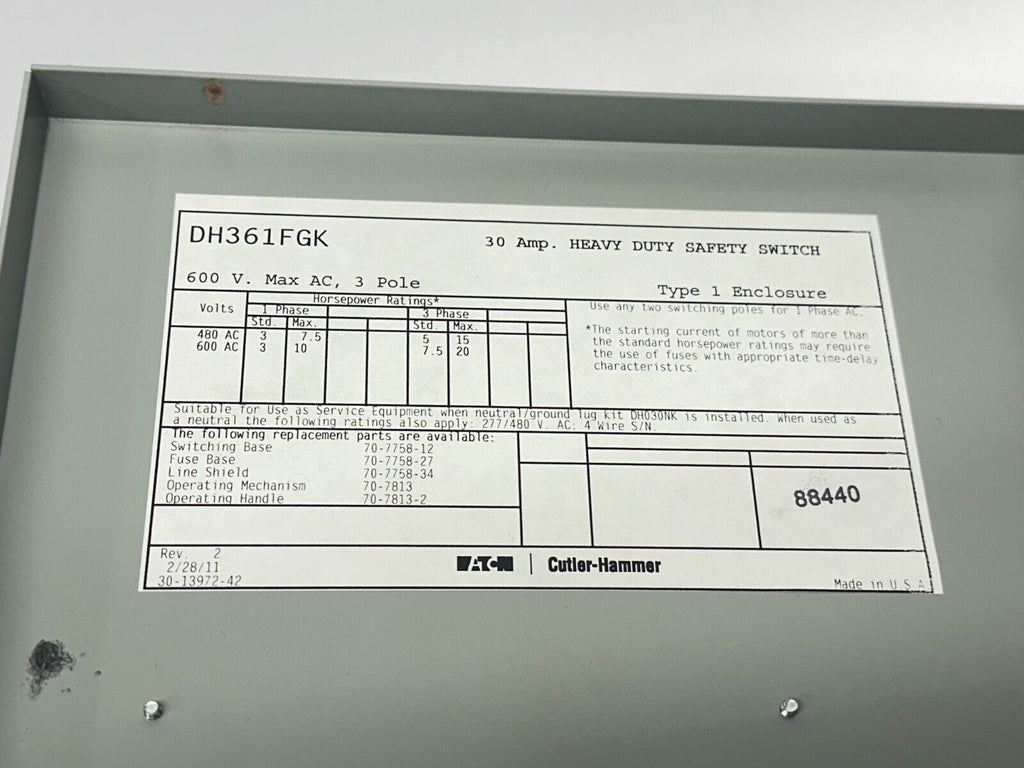 DH361FGK
30 Amp. HEAVY DUTY SAFETY SWITCH
600 V. Max AC, 3 Pole
Type 1 Enclosure
Volts
Horsepower Ratings*
1 Phase 3 Phase
Std. Max. Std. Max.
480 AC 3 7.5 5 15
600 AC 3 10 7.5 20
Use any two switching poles for 1 Phase AC.
*The starting current of motors of more than
the standard horsepower ratings may require
the use of fuses with appropriate time-delay
characteristics.
Suitable for Use as Service Equipment when neutral/ground lug kit DH030NK is installed. When used as
a neutral the following ratings also apply: 277/480 V. AC: 4 Wire S/N.
The following replacement parts are available:
Switching Base 70-7758-12
Fuse Base 70-7758-27
Line Shield 70-7758-34
Operating Mechanism 70-7813
Operating Handle 70-7813-2
88440
Rev. 2
2/28/11
30-13972-42
EATON | Cutler-Hammer
Made in U S A